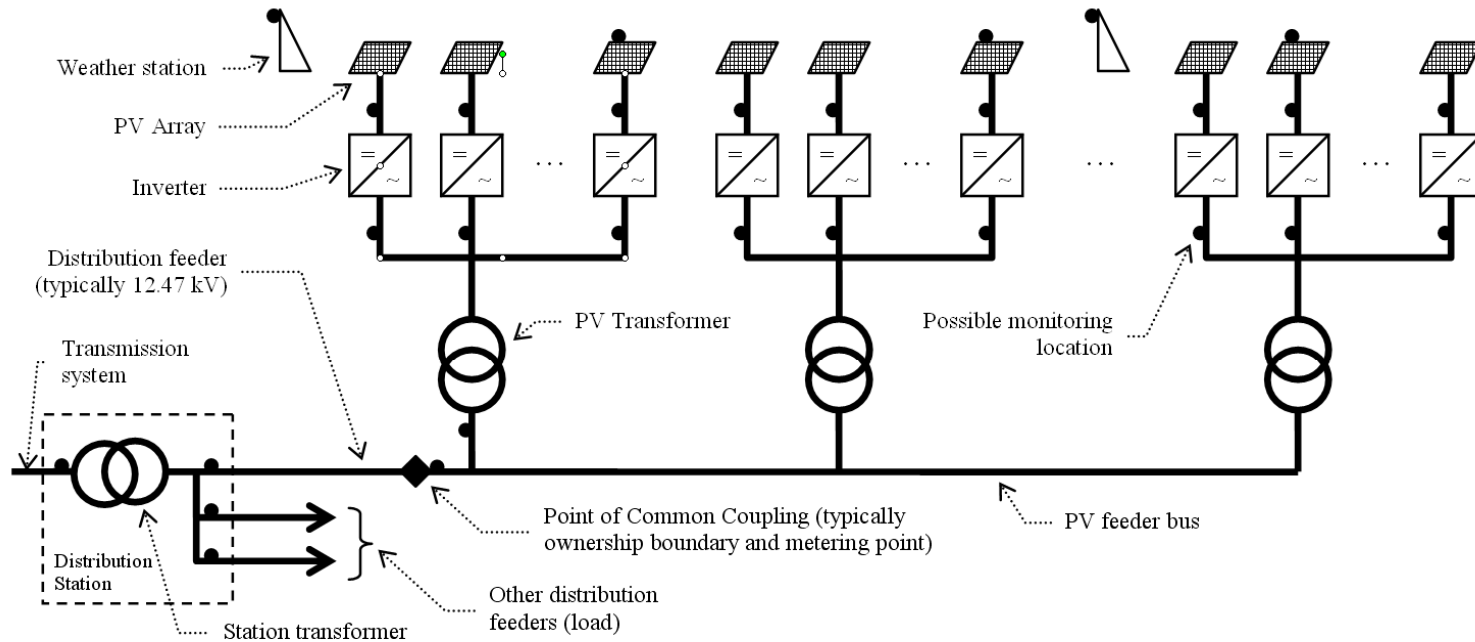 Weather station
PV Array
Inverter
= = = = = = = = =
~ ~ ~ ~ ~ ~ ~ ~ ~
... ... ... ...
Distribution feeder
(typically 12.47 kV)
PV Transformer
Possible monitoring
location
Transmission
system
Point of Common Coupling (typically
ownership boundary and metering point)
PV feeder bus
Distribution
Station
Other distribution
feeders (load)
Station transformer